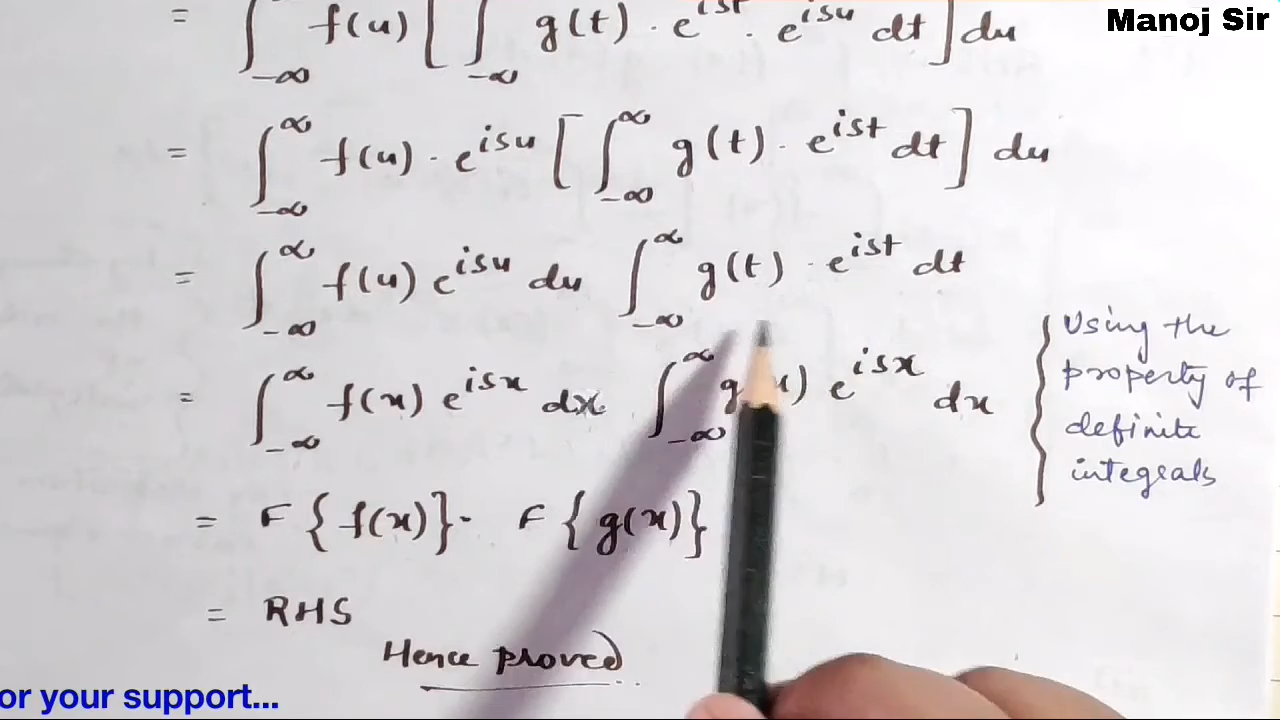 Manoj Sir
= ∫_{-∞} f(u) [ ∫_{-∞} g(t) · e^{ist} · e^{isu} dt ] du
= ∫_{-∞}^{∞} f(u) · e^{isu} [ ∫_{-∞}^{∞} g(t) · e^{ist} dt ] du
= ∫_{-∞}^{∞} f(u) e^{isu} du ∫_{-∞}^{∞} g(t) · e^{ist} dt
= ∫_{-∞}^{∞} f(x) e^{isx} dx ∫_{-∞}^{∞} g(x) e^{isx} dx
{ Using the
property of
definite
integrals
= F { f(x) } · F { g(x) }
= RHS
Hence proved
or your support...